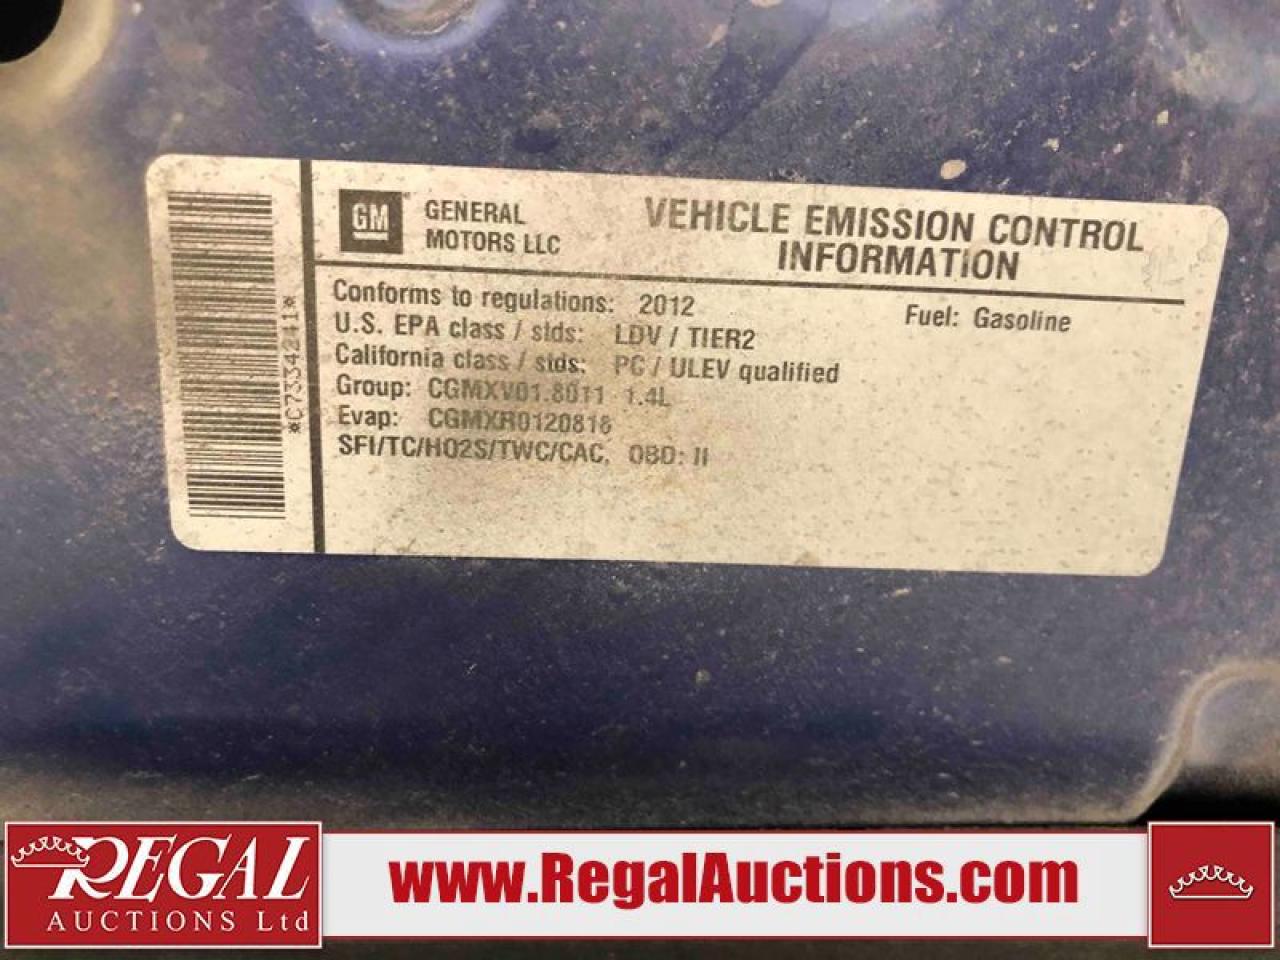 GM
GENERAL
MOTORS LLC
VEHICLE EMISSION CONTROL
INFORMATION
Conforms to regulations: 2012
Fuel: Gasoline
U.S. EPA class / stds: LDV / TIER2
California class / stds: PC / ULEV qualified
Group: CGMXV01.8011 1.4L
Evap: CGMXR0120816
SFI/TC/HO2S/TWC/CAC, OBD: II
*C7334241*
REGAL
AUCTIONS Ltd
www.RegalAuctions.com